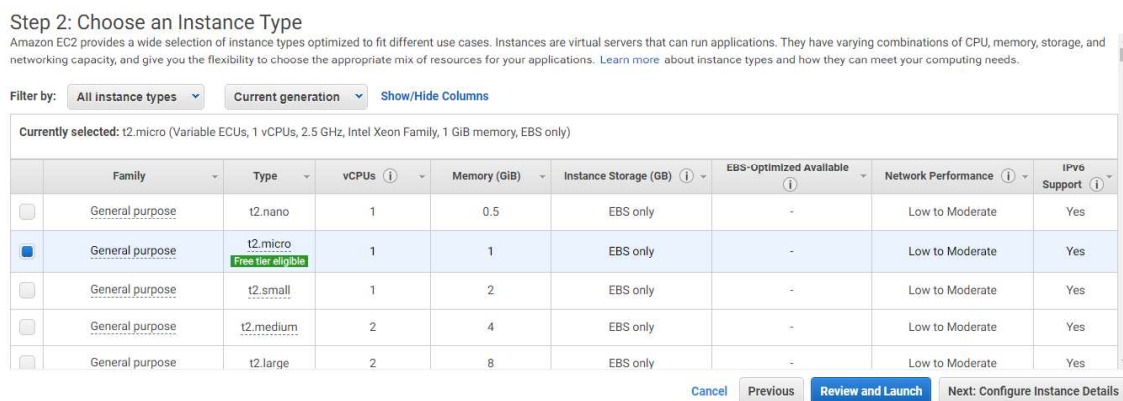 Step 2: Choose an Instance Type
Amazon EC2 provides a wide selection of instance types optimized to fit different use cases. Instances are virtual servers that can run applications. They have varying combinations of CPU, memory, storage, and
networking capacity, and give you the flexibility to choose the appropriate mix of resources for your applications. Learn more about instance types and how they can meet your computing needs.
Filter by: All instance types Current generation Show/Hide Columns
Currently selected: t2.micro (Variable ECUs, 1 vCPUs, 2.5 GHz, Intel Xeon Family, 1 GiB memory, EBS only)
Family Type vCPUs Memory (GiB) Instance Storage (GB) EBS-Optimized Available Network Performance IPv6 Support
General purpose t2.nano 1 0.5 EBS only - Low to Moderate Yes
General purpose t2.micro 1 1 EBS only - Low to Moderate Yes
Free tier eligible
General purpose t2.small 1 2 EBS only - Low to Moderate Yes
General purpose t2.medium 2 4 EBS only - Low to Moderate Yes
General purpose t2.large 2 8 EBS only - Low to Moderate Yes
Cancel Previous Review and Launch Next: Configure Instance Details